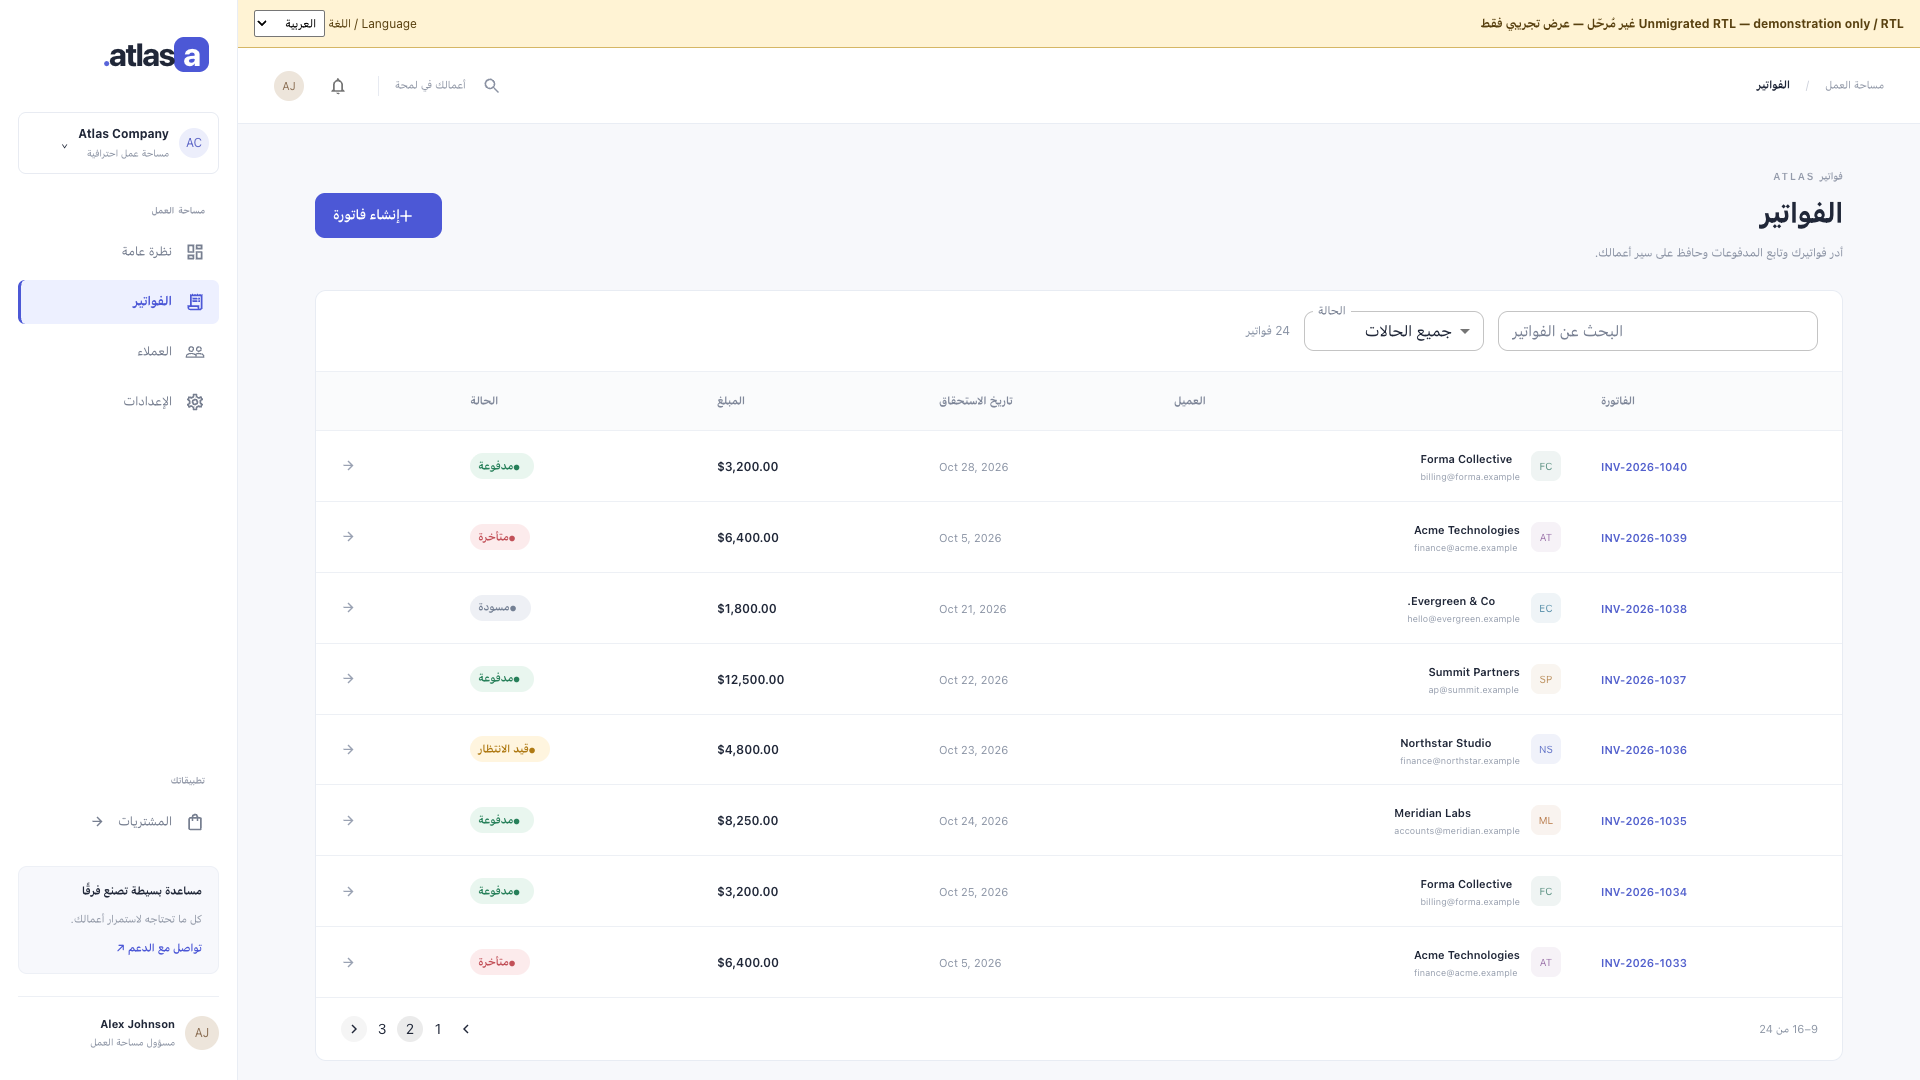 Unmigrated RTL — demonstration only / RTL غير مُرحّل — عرض تجريبي فقط
Language / اللغة العربية
atlas.
a
Atlas Company
AC
مساحة عمل احترافية
مساحة العمل
نظرة عامة
الفواتير
العملاء
الإعدادات
تطبيقاتك
المشتريات
مساعدة بسيطة تصنع فرقًا
كل ما تحتاجه لاستمرار أعمالك.
تواصل مع الدعم ↗
Alex Johnson
AJ
مسؤول مساحة العمل
مساحة العمل / الفواتير
أعمالك في لمحة
AJ
فواتير ATLAS
الفواتير
أدر فواتيرك وتابع المدفوعات وحافظ على سير أعمالك.
إنشاء فاتورة
البحث عن الفواتير
الحالة
جميع الحالات
24 فواتير
الفاتورة العميل تاريخ الاستحقاق المبلغ الحالة
INV-2026-1040 FC Forma Collective Oct 28, 2026 $3,200.00 مدفوعة
billing@forma.example
INV-2026-1039 AT Acme Technologies Oct 5, 2026 $6,400.00 متأخرة
finance@acme.example
INV-2026-1038 EC .Evergreen & Co Oct 21, 2026 $1,800.00 مسودة
hello@evergreen.example
INV-2026-1037 SP Summit Partners Oct 22, 2026 $12,500.00 مدفوعة
ap@summit.example
INV-2026-1036 NS Northstar Studio Oct 23, 2026 $4,800.00 قيد الانتظار
finance@northstar.example
INV-2026-1035 ML Meridian Labs Oct 24, 2026 $8,250.00 مدفوعة
accounts@meridian.example
INV-2026-1034 FC Forma Collective Oct 25, 2026 $3,200.00 مدفوعة
billing@forma.example
INV-2026-1033 AT Acme Technologies Oct 5, 2026 $6,400.00 متأخرة
finance@acme.example
9–16 من 24
1 2 3